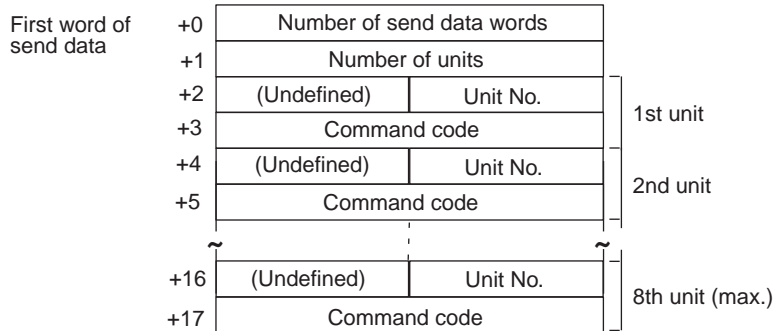 First word of
send data
+0 Number of send data words
+1 Number of units
+2 (Undefined) Unit No.
1st unit
+3 Command code
+4 (Undefined) Unit No.
2nd unit
+5 Command code
~ ~
+16 (Undefined) Unit No.
8th unit (max.)
+17 Command code